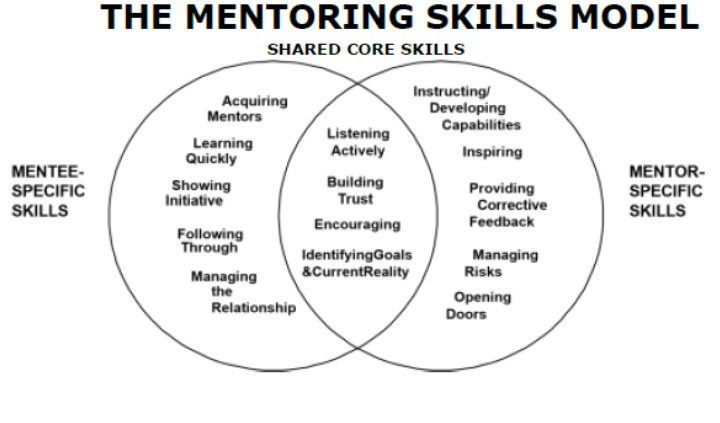 THE MENTORING SKILLS MODEL
SHARED CORE SKILLS
MENTEE-
SPECIFIC
SKILLS
Acquiring
Mentors
Learning
Quickly
Showing
Initiative
Following
Through
Managing
the
Relationship
Listening
Actively
Building
Trust
Encouraging
IdentifyingGoals
&CurrentReality
Instructing/
Developing
Capabilities
Inspiring
Providing
Corrective
Feedback
Managing
Risks
Opening
Doors
MENTOR-
SPECIFIC
SKILLS